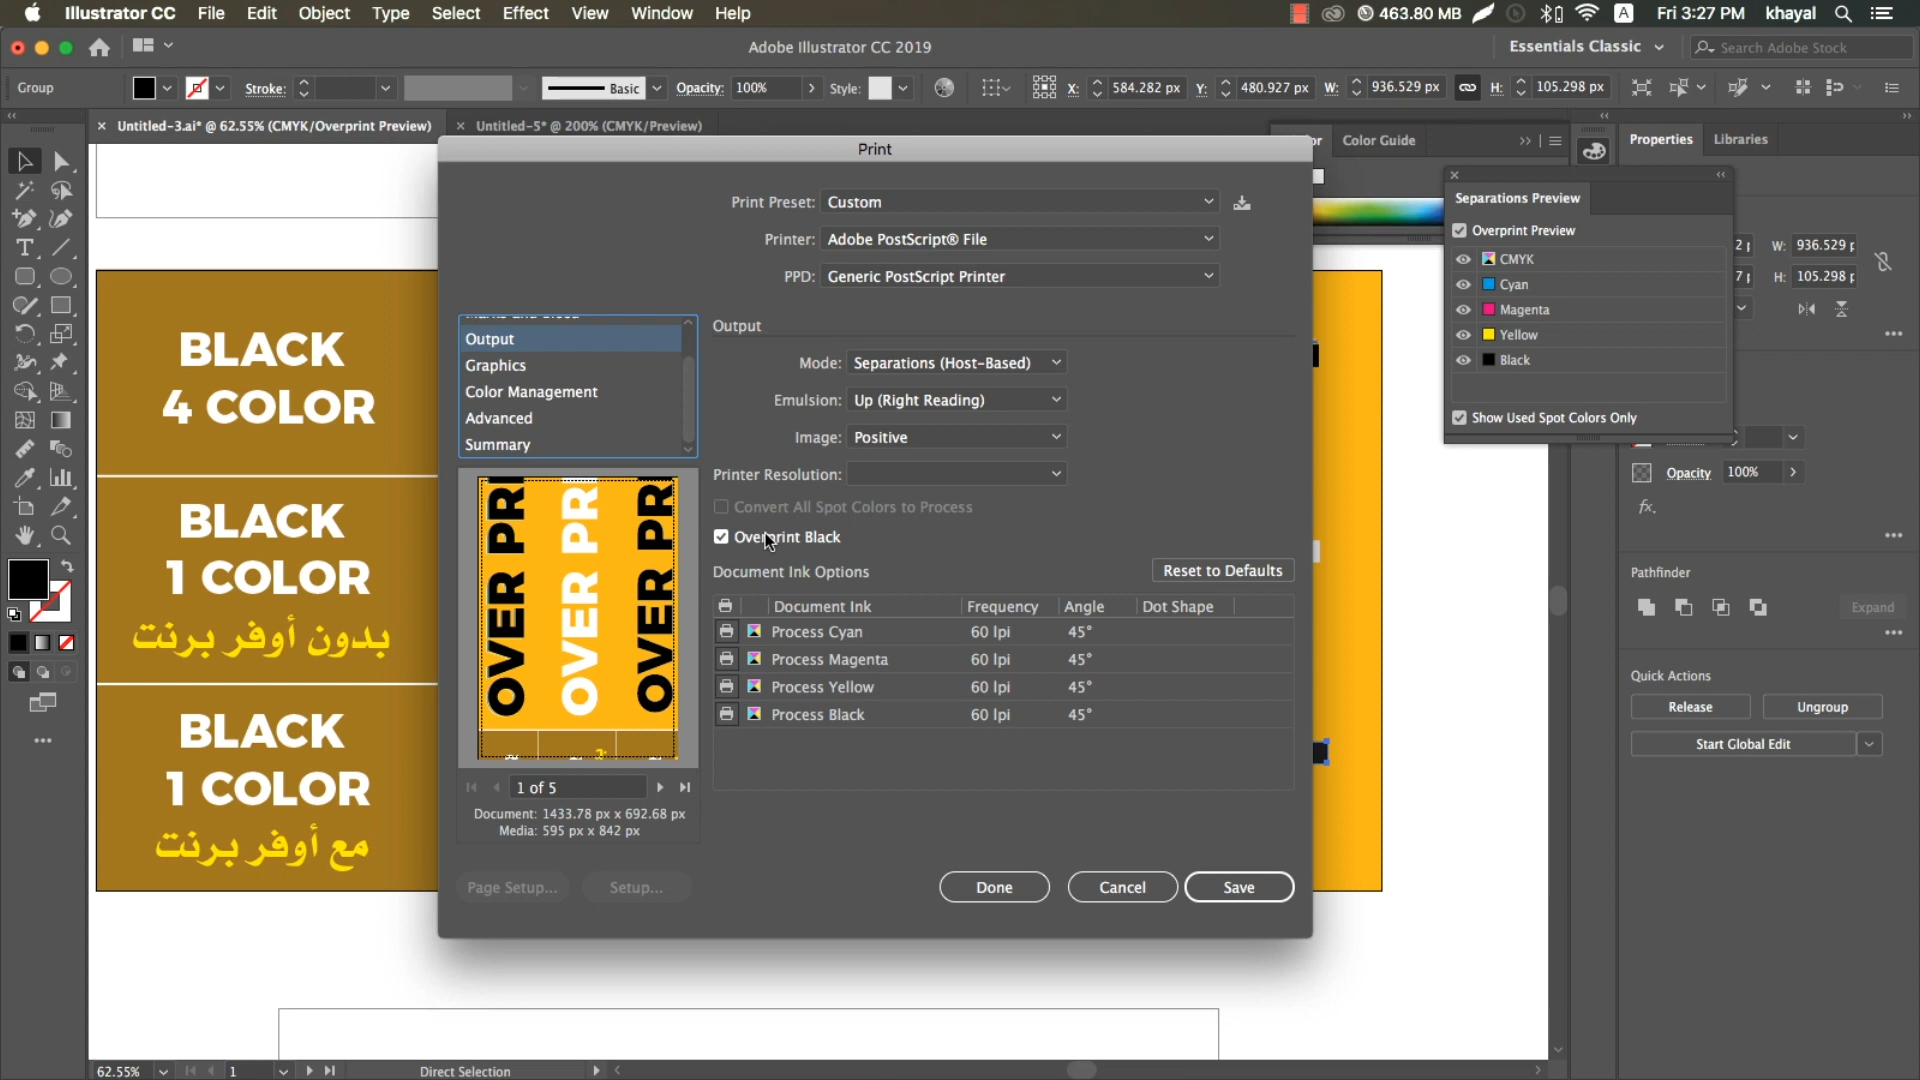 Illustrator CC File Edit Object Type Select Effect View Window Help
463.80 MB A Fri 3:27 PM khayal
Adobe Illustrator CC 2019
Essentials Classic
Search Adobe Stock
Group
Stroke:
Basic
Opacity: 100%
Style:
X: 584.282 px
Y: 480.927 px
W: 936.529 px
H: 105.298 px
Untitled-3.ai* @ 62.55% (CMYK/Overprint Preview)
Untitled-5* @ 200% (CMYK/Preview)
Color Guide
Properties
Libraries
Print
Print Preset: Custom
Printer: Adobe PostScript® File
PPD: Generic PostScript Printer
Output
Graphics
Color Management
Advanced
Summary
OVER PRI
OVER PR
OVER PR
1 of 5
Document: 1433.78 px x 692.68 px
Media: 595 px x 842 px
Output
Mode: Separations (Host-Based)
Emulsion: Up (Right Reading)
Image: Positive
Printer Resolution:
Convert All Spot Colors to Process
Overprint Black
Document Ink Options
Reset to Defaults
Document Ink Frequency Angle Dot Shape
Process Cyan 60 lpi 45°
Process Magenta 60 lpi 45°
Process Yellow 60 lpi 45°
Process Black 60 lpi 45°
Page Setup...
Setup...
Done
Cancel
Save
BLACK
4 COLOR
BLACK
1 COLOR
بدون أوفر برنت
BLACK
1 COLOR
مع أوفر برنت
Separations Preview
Overprint Preview
CMYK
Cyan
Magenta
Yellow
Black
Show Used Spot Colors Only
W: 936.529 p
H: 105.298 p
Opacity 100%
fx.
Pathfinder
Expand
Quick Actions
Release
Ungroup
Start Global Edit
62.55%
1
Direct Selection